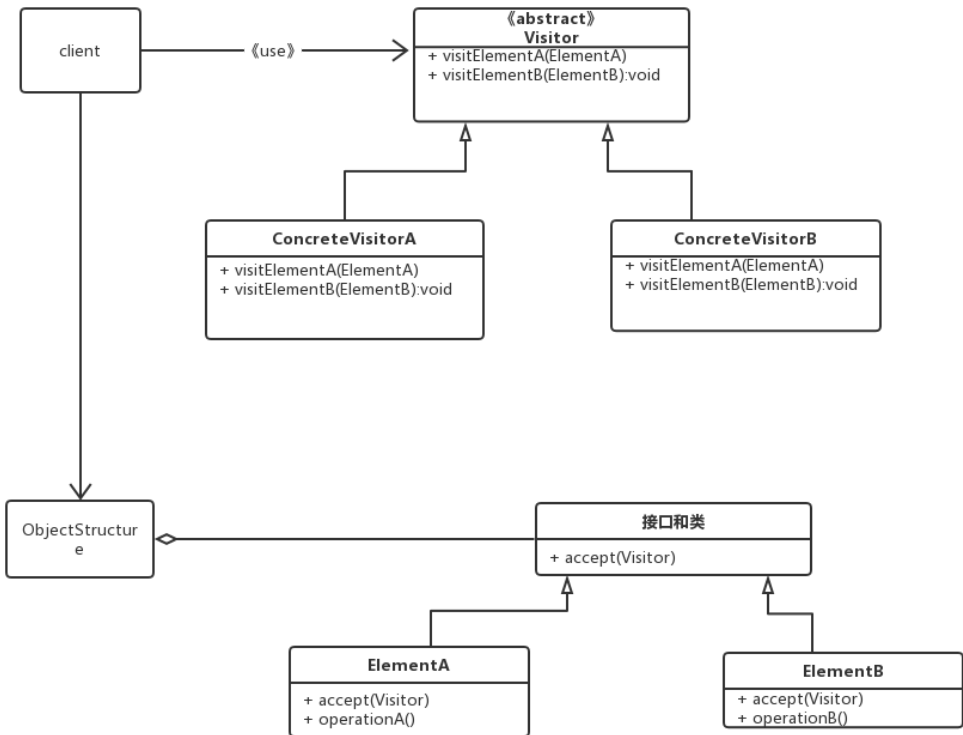 client
《use》
《abstract》
Visitor
+ visitElementA(ElementA)
+ visitElementB(ElementB):void
ConcreteVisitorA
+ visitElementA(ElementA)
+ visitElementB(ElementB):void
ConcreteVisitorB
+ visitElementA(ElementA)
+ visitElementB(ElementB):void
ObjectStructur
e
接口和类
+ accept(Visitor)
ElementA
+ accept(Visitor)
+ operationA()
ElementB
+ accept(Visitor)
+ operationB()